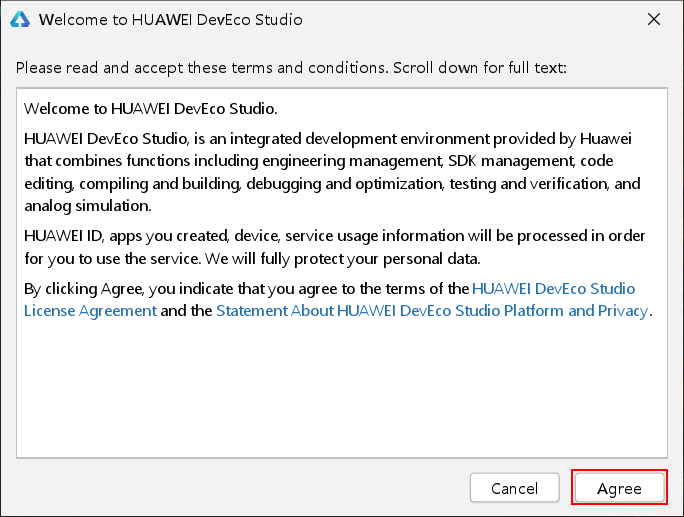 Welcome to HUAWEI DevEco Studio
Please read and accept these terms and conditions. Scroll down for full text:
Welcome to HUAWEI DevEco Studio.
HUAWEI DevEco Studio, is an integrated development environment provided by Huawei
that combines functions including engineering management, SDK management, code
editing, compiling and building, debugging and optimization, testing and verification, and
analog simulation.
HUAWEI ID, apps you created, device, service usage information will be processed in order
for you to use the service. We will fully protect your personal data.
By clicking Agree, you indicate that you agree to the terms of the HUAWEI DevEco Studio
License Agreement and the Statement About HUAWEI DevEco Studio Platform and Privacy.
Cancel
Agree